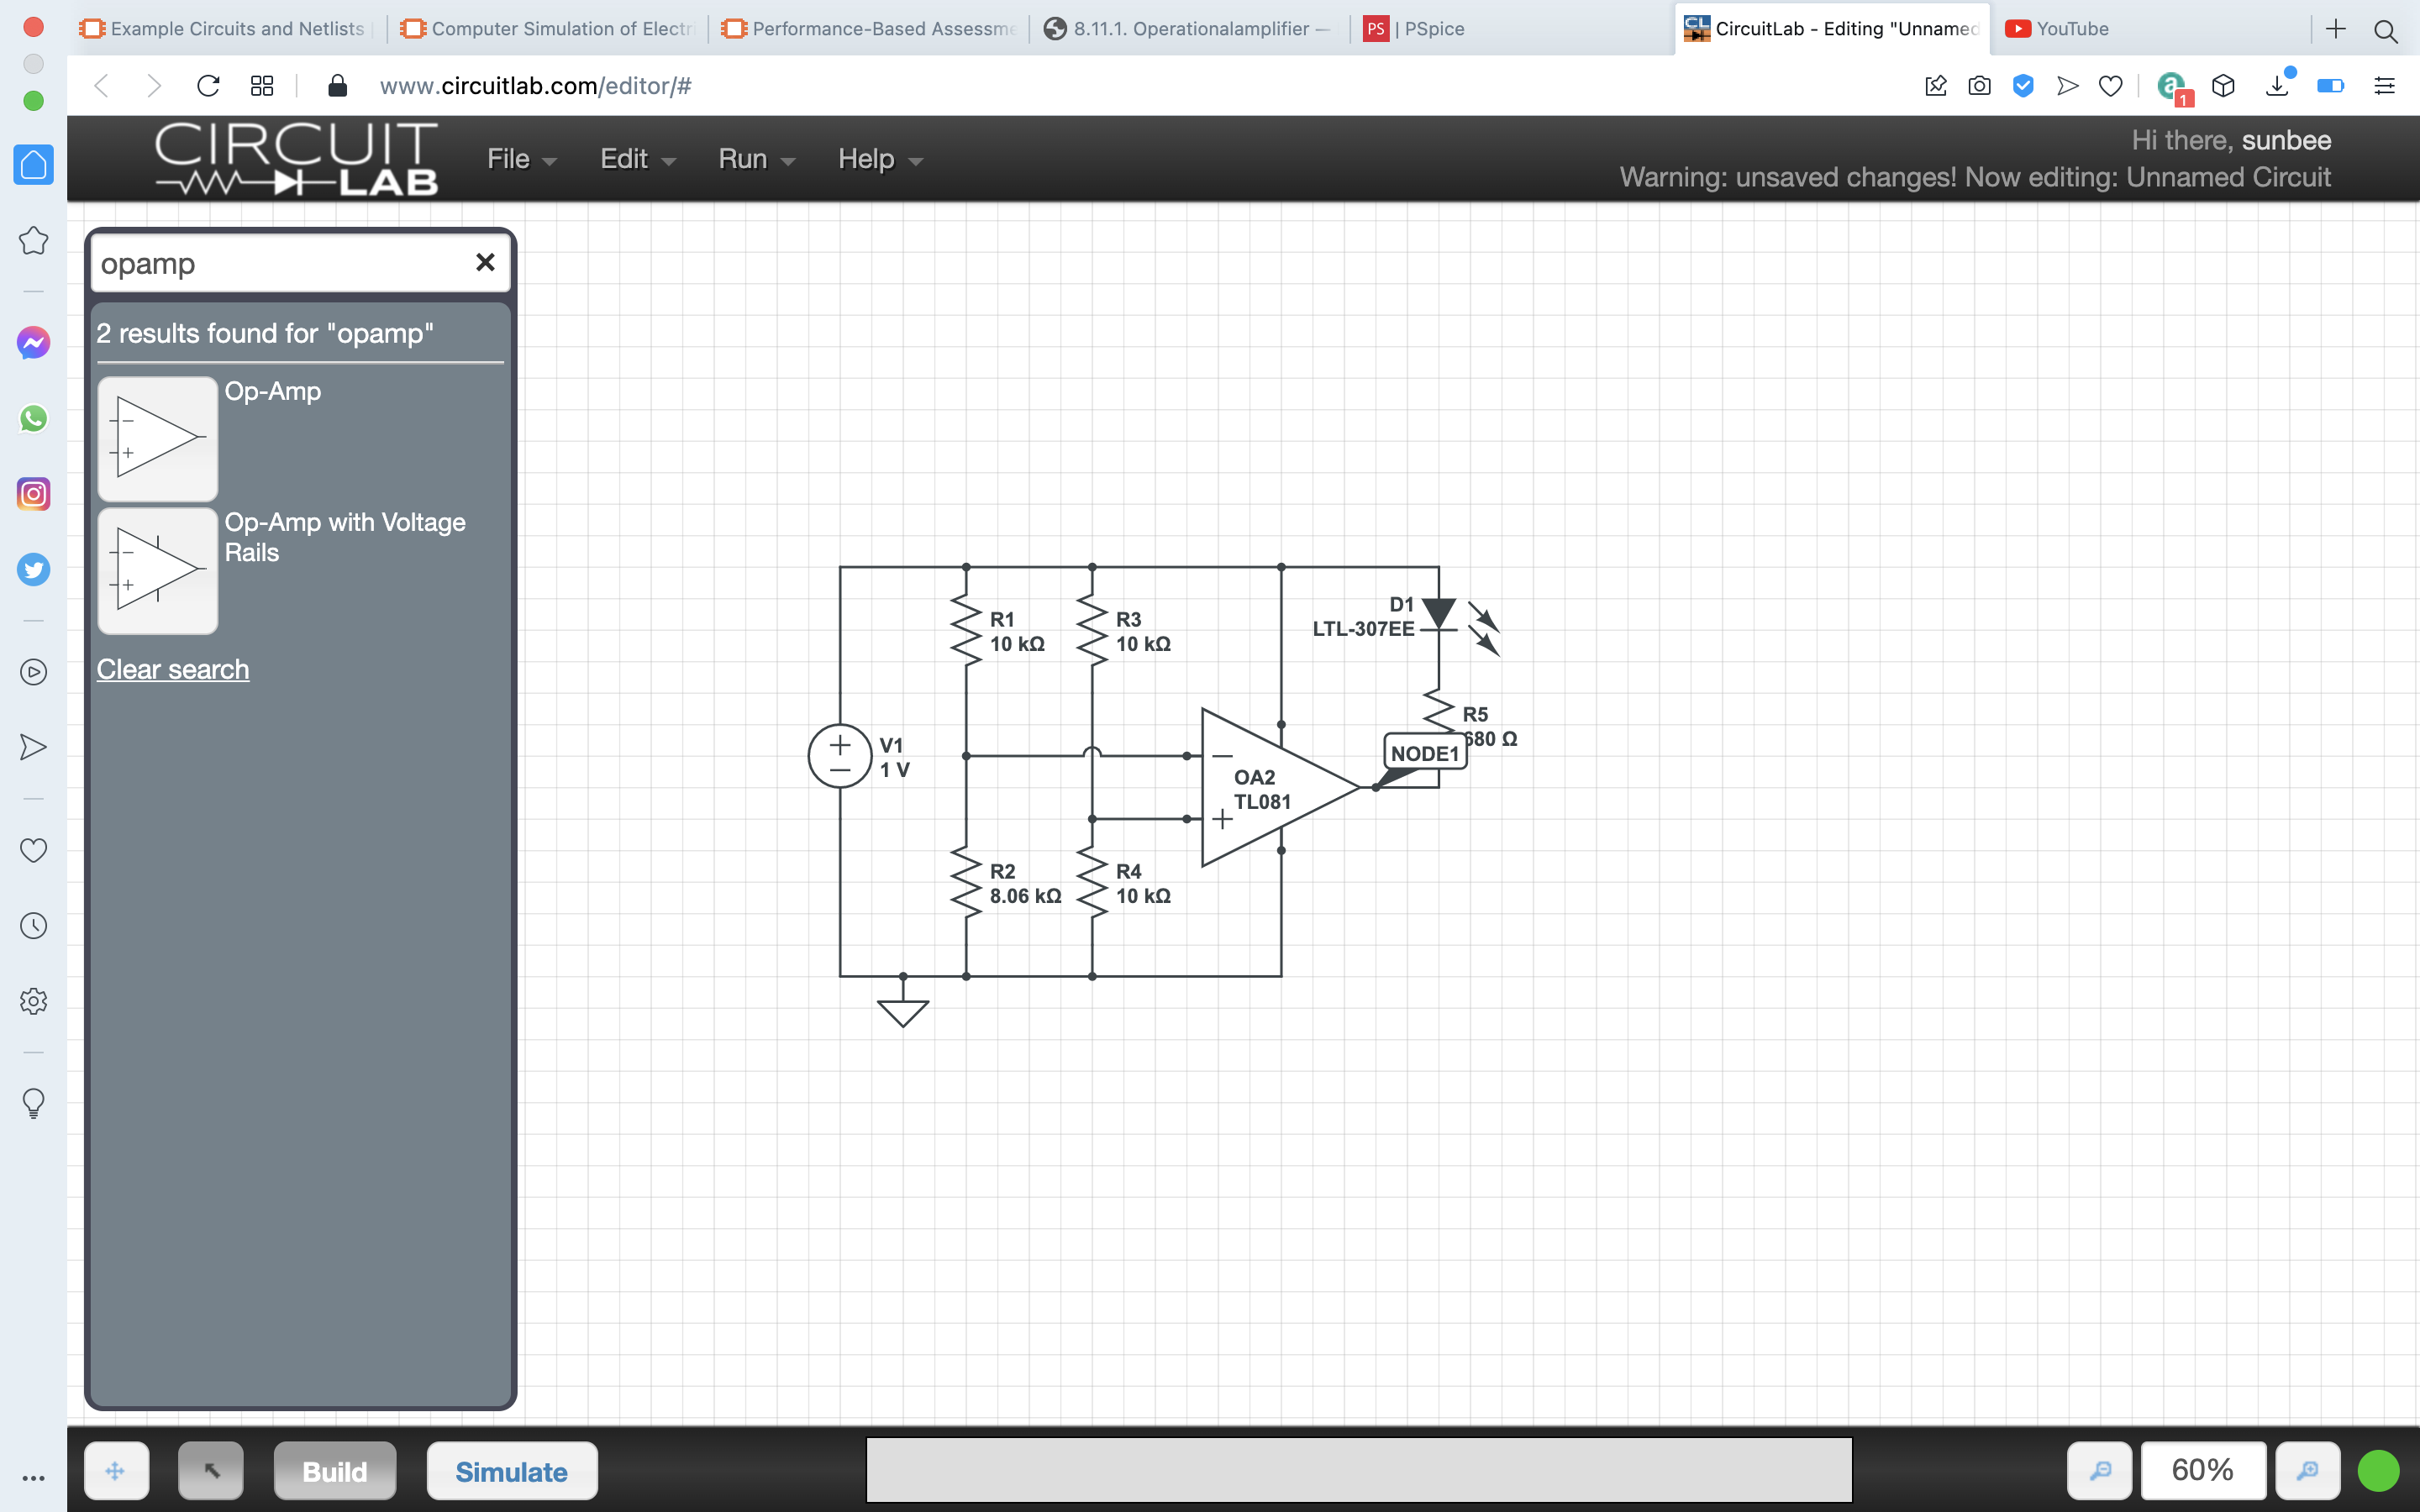 Example Circuits and Netlists
Computer Simulation of Electr
Performance-Based Assessme
8.11.1. Operationalamplifier —
PS | PSpice
CL CircuitLab - Editing "Unnamed
YouTube
www.circuitlab.com/editor/#
a 1
CIRCUIT
LAB
File
Edit
Run
Help
Hi there, sunbee
Warning: unsaved changes! Now editing: Unnamed Circuit
opamp
2 results found for "opamp"
Op-Amp
Op-Amp with Voltage
Rails
Clear search
V1
1 V
R1
10 kΩ
R3
10 kΩ
R2
8.06 kΩ
R4
10 kΩ
OA2
TL081
D1
LTL-307EE
R5
680 Ω
NODE1
Build
Simulate
60%